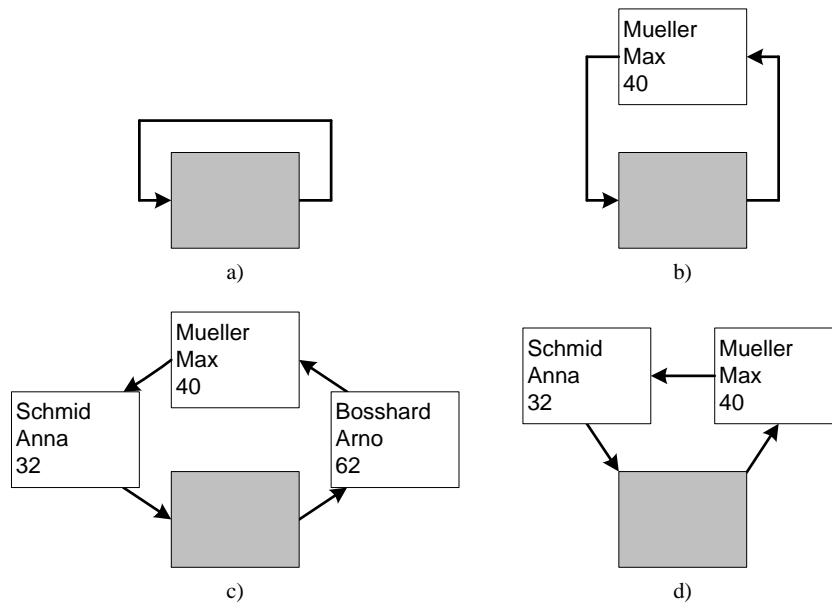 Mueller
Max
40
a)
b)
Mueller
Max
40
Schmid
Anna
32
Bosshard
Arno
62
c)
Schmid
Anna
32
Mueller
Max
40
d)